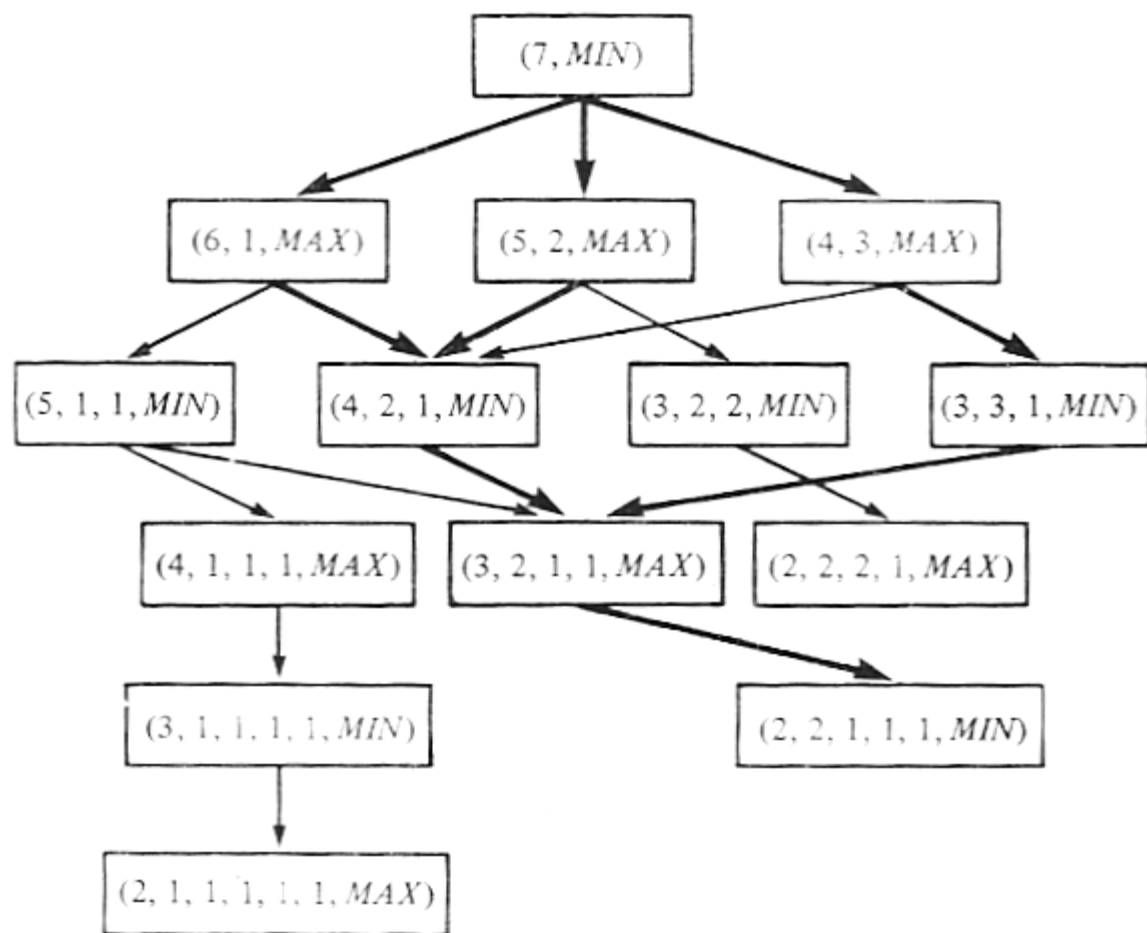 (7, MIN)
(6, 1, MAX)
(5, 2, MAX)
(4, 3, MAX)
(5, 1, 1, MIN)
(4, 2, 1, MIN)
(3, 2, 2, MIN)
(3, 3, 1, MIN)
(4, 1, 1, 1, MAX)
(3, 2, 1, 1, MAX)
(2, 2, 2, 1, MAX)
(3, 1, 1, 1, 1, MIN)
(2, 2, 1, 1, 1, MIN)
(2, 1, 1, 1, 1, 1, MAX)